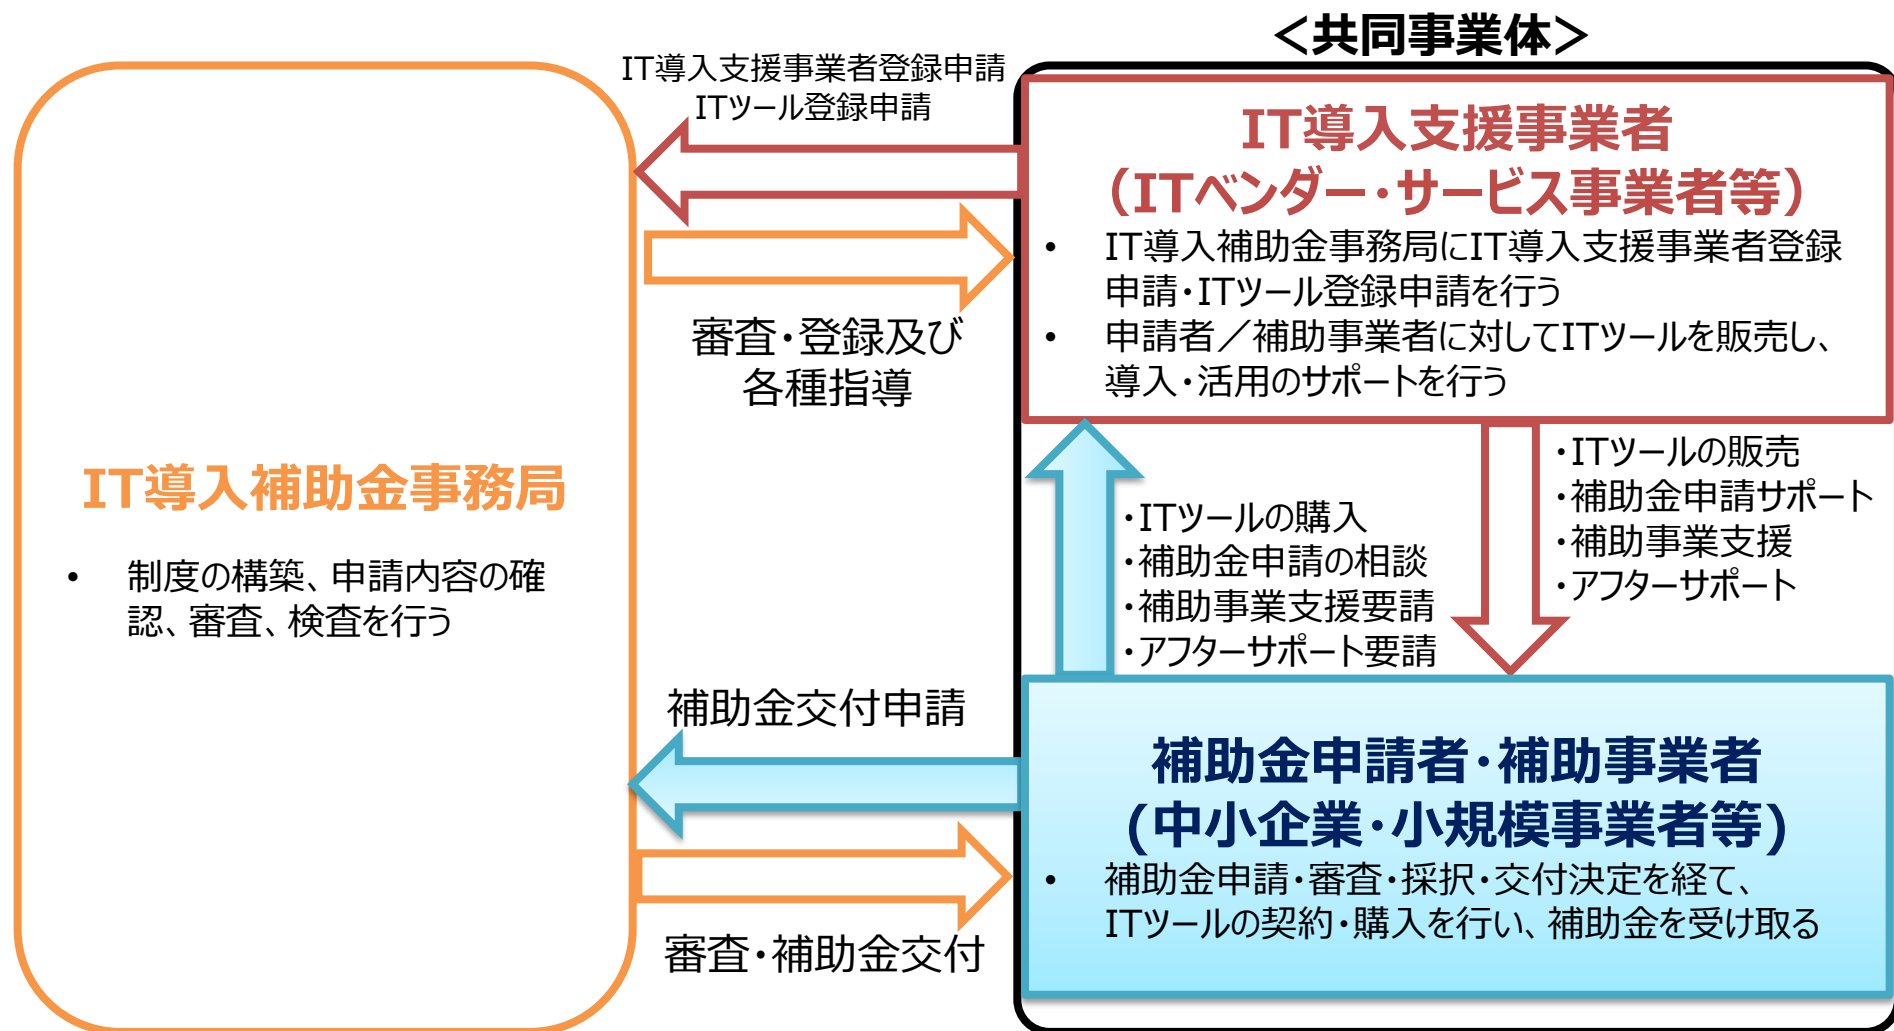 ＜共同事業体＞
IT導入支援事業者登録申請
ITツール登録申請
審査・登録及び
各種指導
IT導入補助金事務局
• 制度の構築、申請内容の確
認、審査、検査を行う
補助金交付申請
審査・補助金交付
IT導入支援事業者
（ITベンダー・サービス事業者等）
• IT導入補助金事務局にIT導入支援事業者登録
申請・ITツール登録申請を行う
• 申請者／補助事業者に対してITツールを販売し、
導入・活用のサポートを行う
・ITツールの購入
・補助金申請の相談
・補助事業支援要請
・アフターサポート要請
・ITツールの販売
・補助金申請サポート
・補助事業支援
・アフターサポート
補助金申請者・補助事業者
(中小企業・小規模事業者等)
• 補助金申請・審査・採択・交付決定を経て、
ITツールの契約・購入を行い、補助金を受け取る